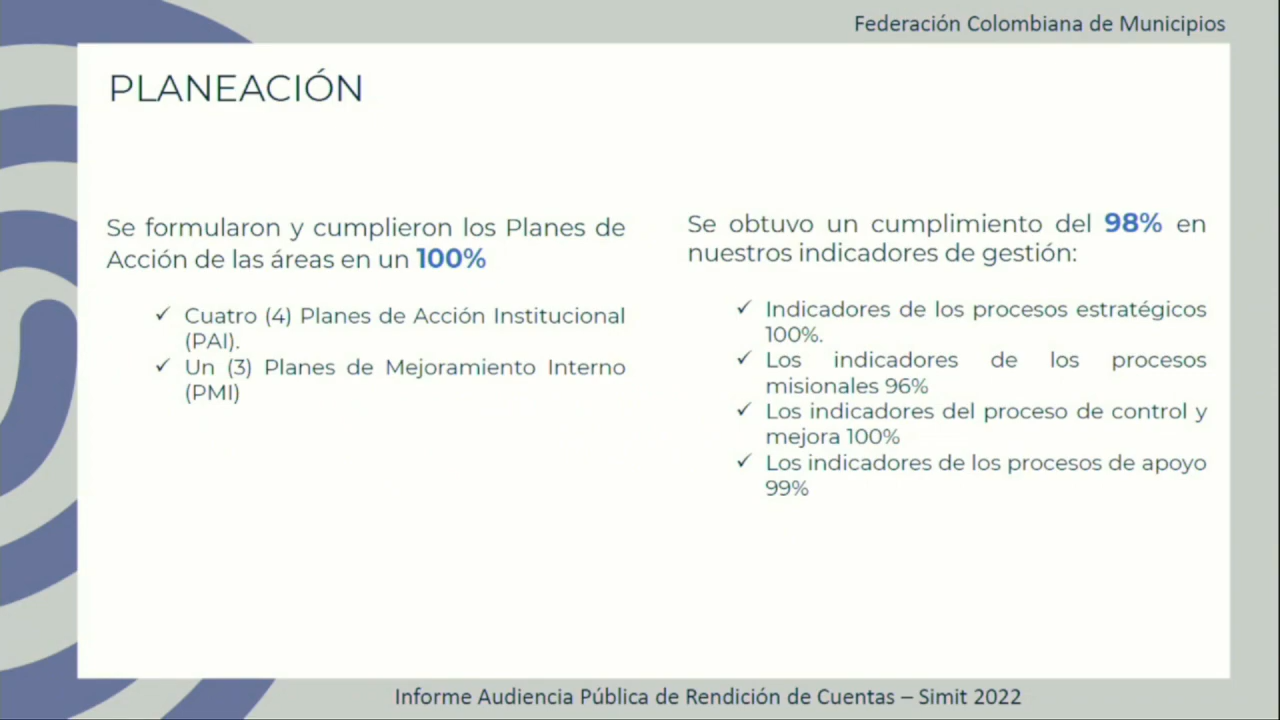 Federación Colombiana de Municipios
PLANEACIÓN
Se formularon y cumplieron los Planes de
Acción de las áreas en un 100%
✓ Cuatro (4) Planes de Acción Institucional
(PAI).
✓ Un (3) Planes de Mejoramiento Interno
(PMI)
Se obtuvo un cumplimiento del 98% en
nuestros indicadores de gestión:
✓ Indicadores de los procesos estratégicos
100%.
✓ Los indicadores de los procesos
misionales 96%
✓ Los indicadores del proceso de control y
mejora 100%
✓ Los indicadores de los procesos de apoyo
99%
Informe Audiencia Pública de Rendición de Cuentas – Simit 2022